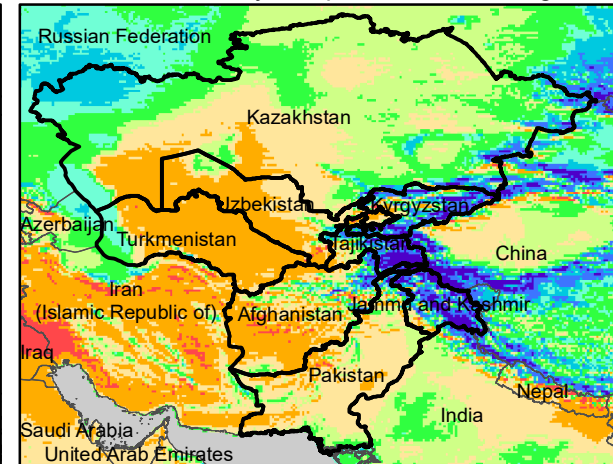 Russian Federation
Kazakhstan
Uzbekistan
Kyrgyzstan
Azerbaijan
Turkmenistan
Tajikistan
China
Iran
(Islamic Republic of)
Afghanistan
Jammu and Kashmir
Iraq
Pakistan
Nepal
India
Saudi Arabia
United Arab Emirates